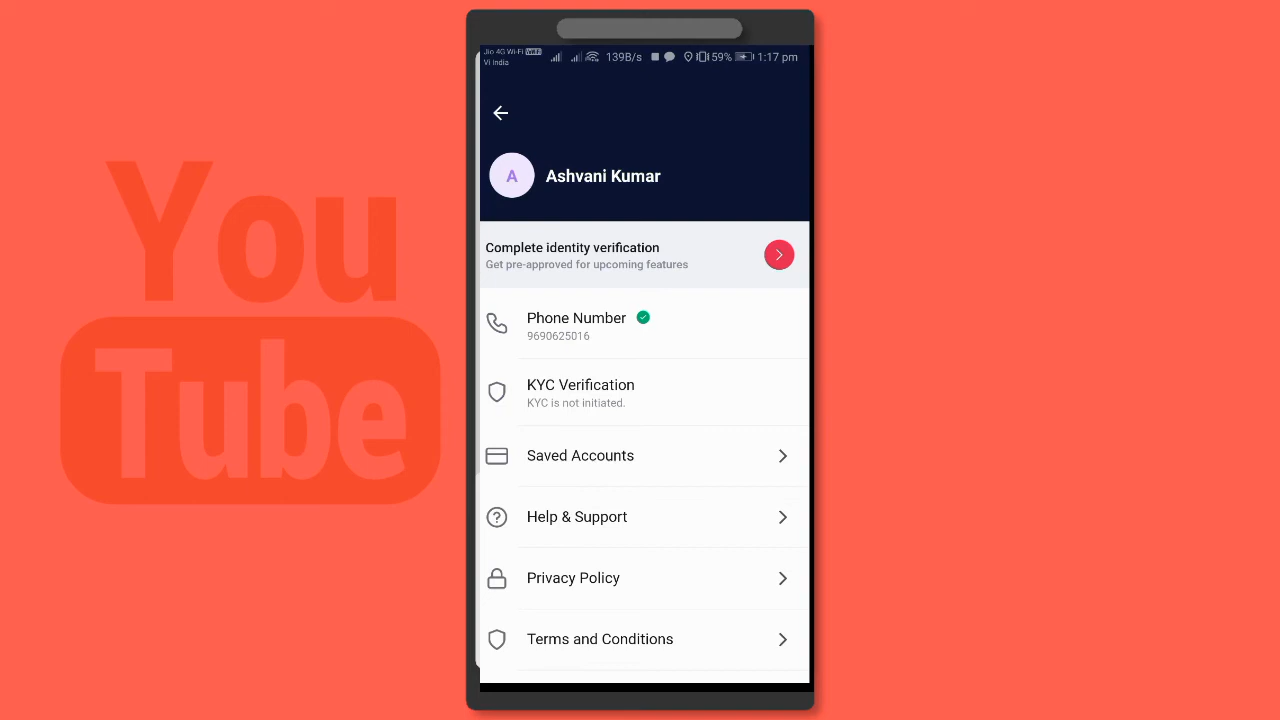 You
Tube
Jio 4G Wi-Fi VoWiFi
Vi India
139B/s
59%
1:17 pm
A
Ashvani Kumar
Complete identity verification
Get pre-approved for upcoming features
Phone Number
9690625016
KYC Verification
KYC is not initiated.
Saved Accounts
Help & Support
Privacy Policy
Terms and Conditions